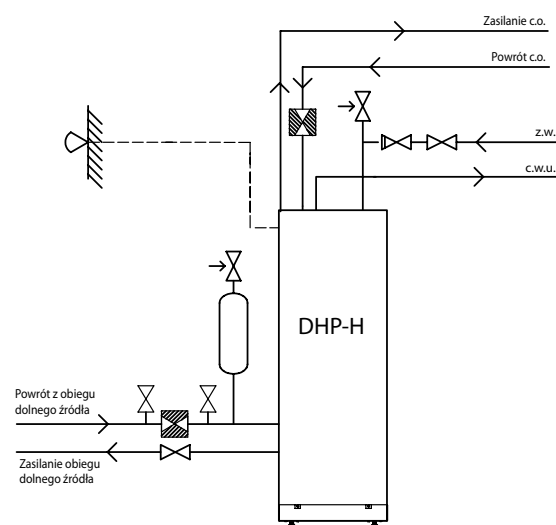 Zasilanie c.o.
Powrót c.o.
z.w.
c.w.u.
DHP-H
Powrót z obiegu
dolnego źródła
Zasilanie obiegu
dolnego źródła